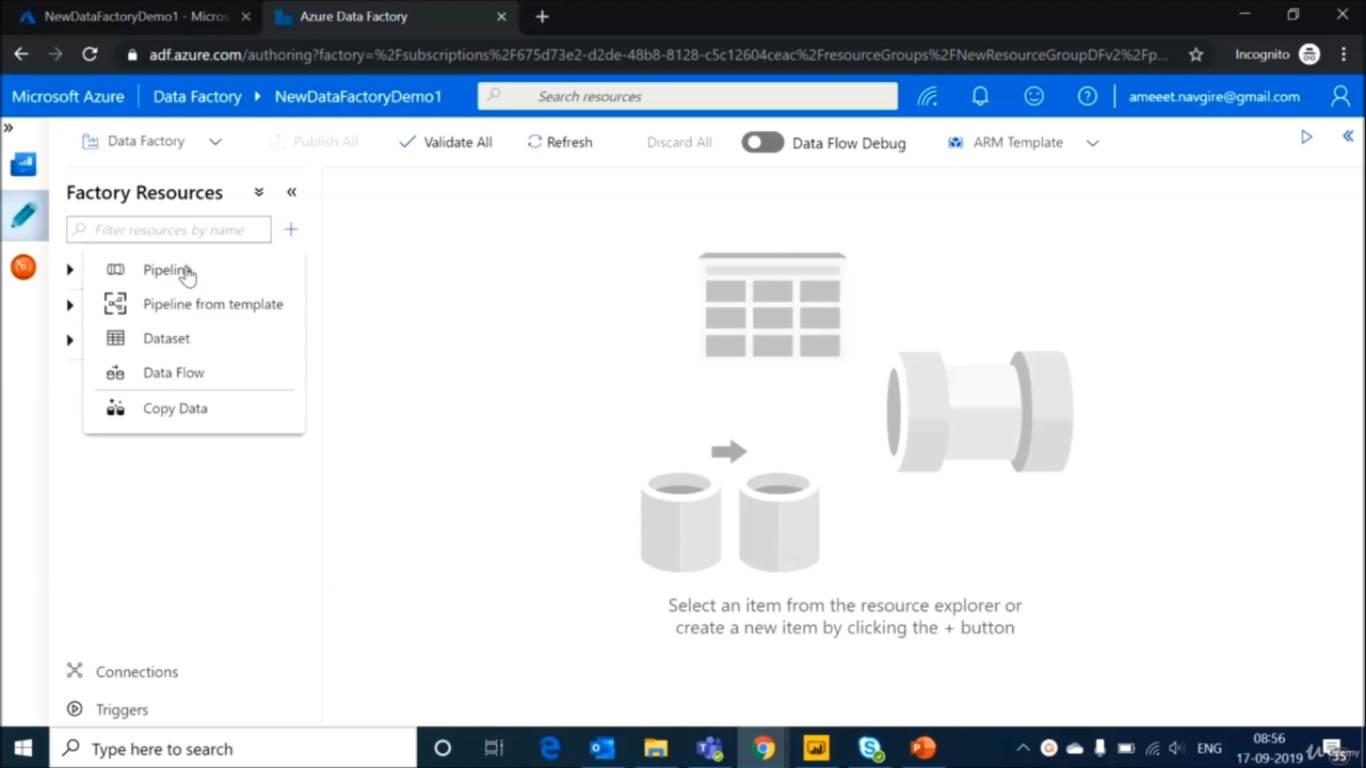 NewDataFactoryDemo1 - Micros
Azure Data Factory
adf.azure.com/authoring?factory=%2Fsubscriptions%2F675d73e2-d2de-48b8-8128-c5c12604ceac%2FresourceGroups%2FNewResourceGroupDFv2%2Fp...
Incognito
Microsoft Azure
Data Factory
NewDataFactoryDemo1
Search resources
ameeet.navgire@gmail.com
Data Factory
Publish All
Validate All
Refresh
Discard All
Data Flow Debug
ARM Template
Factory Resources
Filter resources by name
Pipeline
Pipeline from template
Dataset
Data Flow
Copy Data
Select an item from the resource explorer or
create a new item by clicking the + button
Connections
Triggers
Type here to search
ENG
08:56
17-09-2019